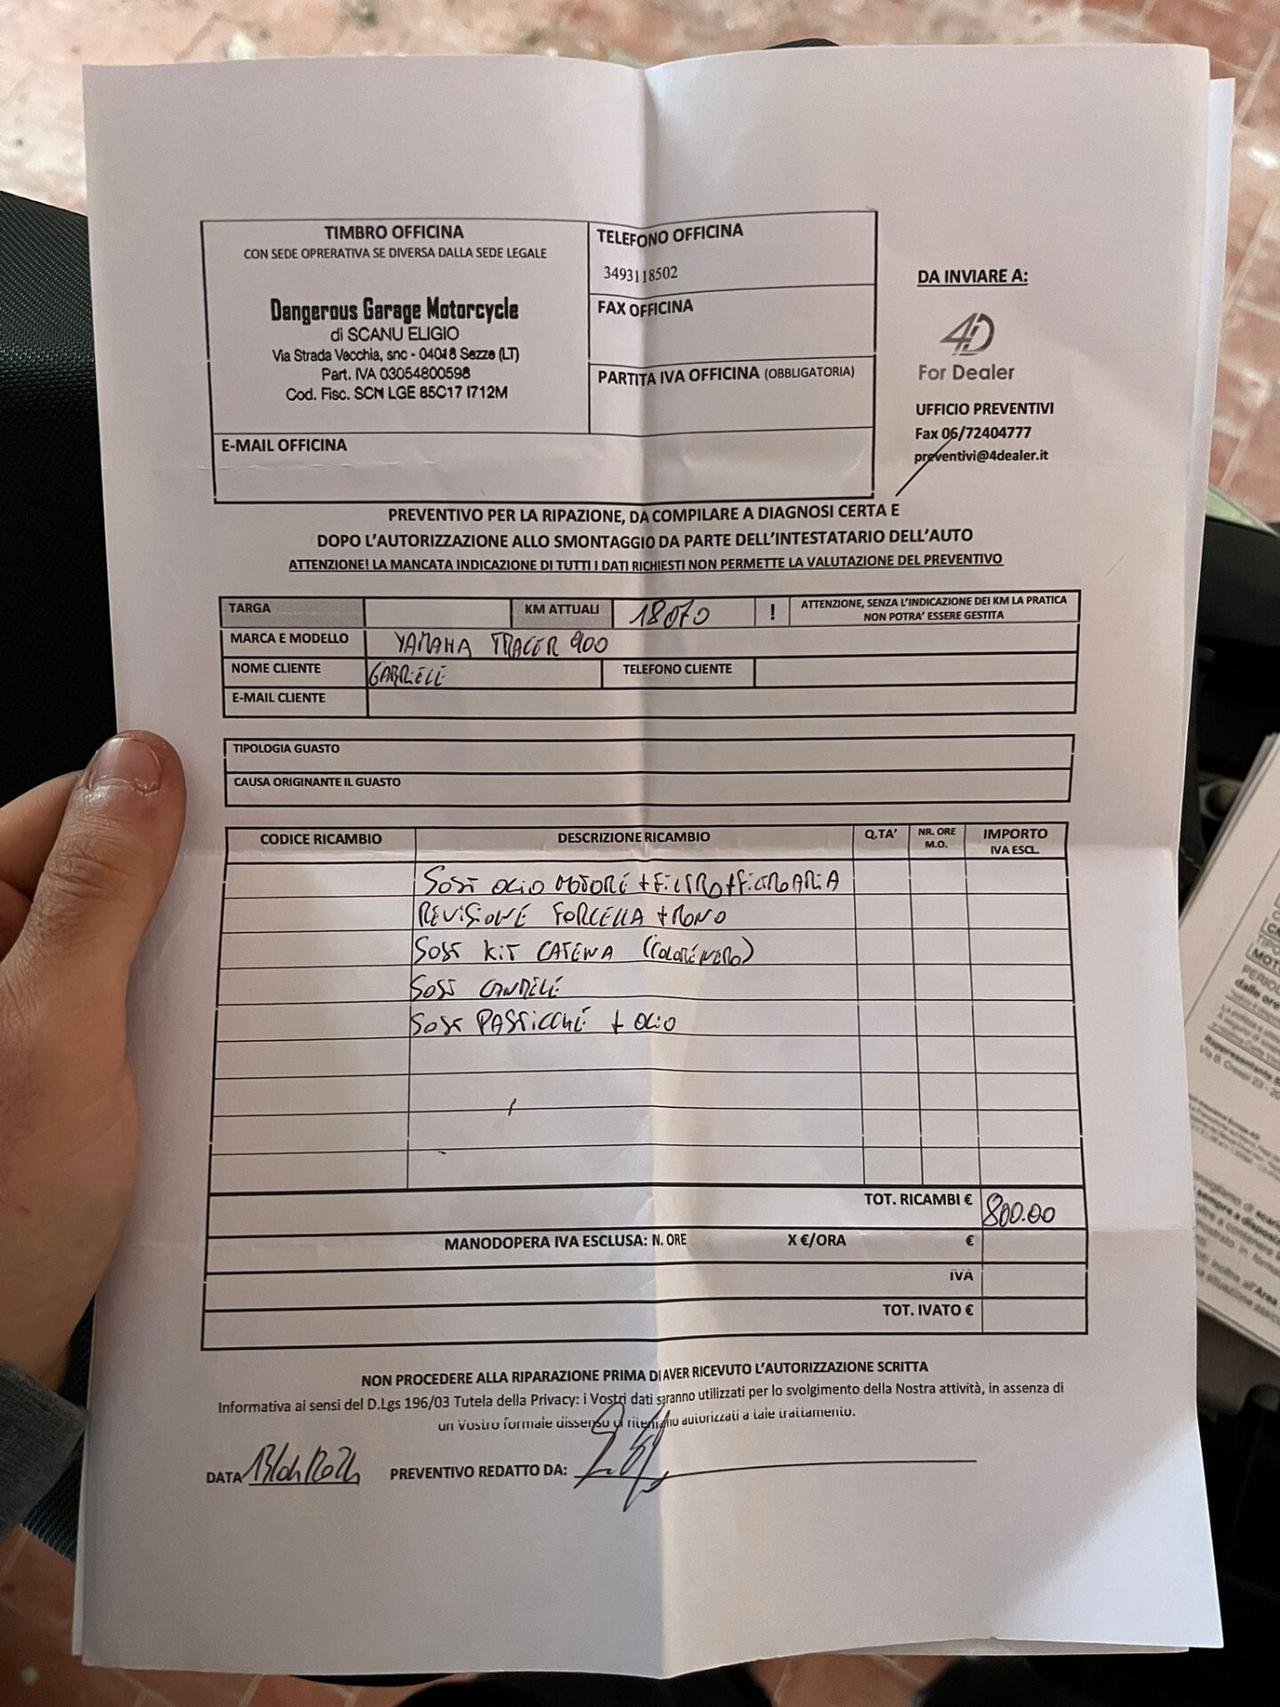 TIMBRO OFFICINA
CON SEDE OPRERATIVA SE DIVERSA DALLA SEDE LEGALE
Dangerous Garage Motorcycle
di SCANU ELIGIO
Via Strada Vecchia, snc - 04018 Sezze (LT)
Part. IVA 03054800598
Cod. Fisc. SCN LGE 85C17 I712M
E-MAIL OFFICINA
TELEFONO OFFICINA
3493118502
FAX OFFICINA
PARTITA IVA OFFICINA (OBBLIGATORIA)
DA INVIARE A:
4D
For Dealer
UFFICIO PREVENTIVI
Fax 06/72404777
preventivi@4dealer.it
PREVENTIVO PER LA RIPAZIONE, DA COMPILARE A DIAGNOSI CERTA E
DOPO L'AUTORIZZAZIONE ALLO SMONTAGGIO DA PARTE DELL'INTESTATARIO DELL'AUTO
ATTENZIONE! LA MANCATA INDICAZIONE DI TUTTI I DATI RICHIESTI NON PERMETTE LA VALUTAZIONE DEL PREVENTIVO
TARGA KM ATTUALI 18070 ! ATTENZIONE, SENZA L'INDICAZIONE DEI KM LA PRATICA
NON POTRA' ESSERE GESTITA
MARCA E MODELLO YAMAHA TRACER 900
NOME CLIENTE GABRIELE TELEFONO CLIENTE
E-MAIL CLIENTE
TIPOLOGIA GUASTO
CAUSA ORIGINANTE IL GUASTO
CODICE RICAMBIO DESCRIZIONE RICAMBIO Q.TA' NR. ORE M.O. IMPORTO IVA ESCL.
SOST OLIO MOTORE + FILTRO + FILTRO ARIA
REVISIONE FORCELLA + MONO
SOST KIT CATENA (COLORE NERO)
SOST CANDELE
SOST PASTICCHE + OLIO
TOT. RICAMBI € 800.00
MANODOPERA IVA ESCLUSA: N. ORE X €/ORA €
IVA
TOT. IVATO €
NON PROCEDERE ALLA RIPARAZIONE PRIMA DI AVER RICEVUTO L'AUTORIZZAZIONE SCRITTA
Informativa ai sensi del D.Lgs 196/03 Tutela della Privacy: i Vostri dati saranno utilizzati per lo svolgimento della Nostra attività, in assenza di
un Vostro formale dissenso ci riteniamo autorizzati a tale trattamento.
DATA PREVENTIVO REDATTO DA: